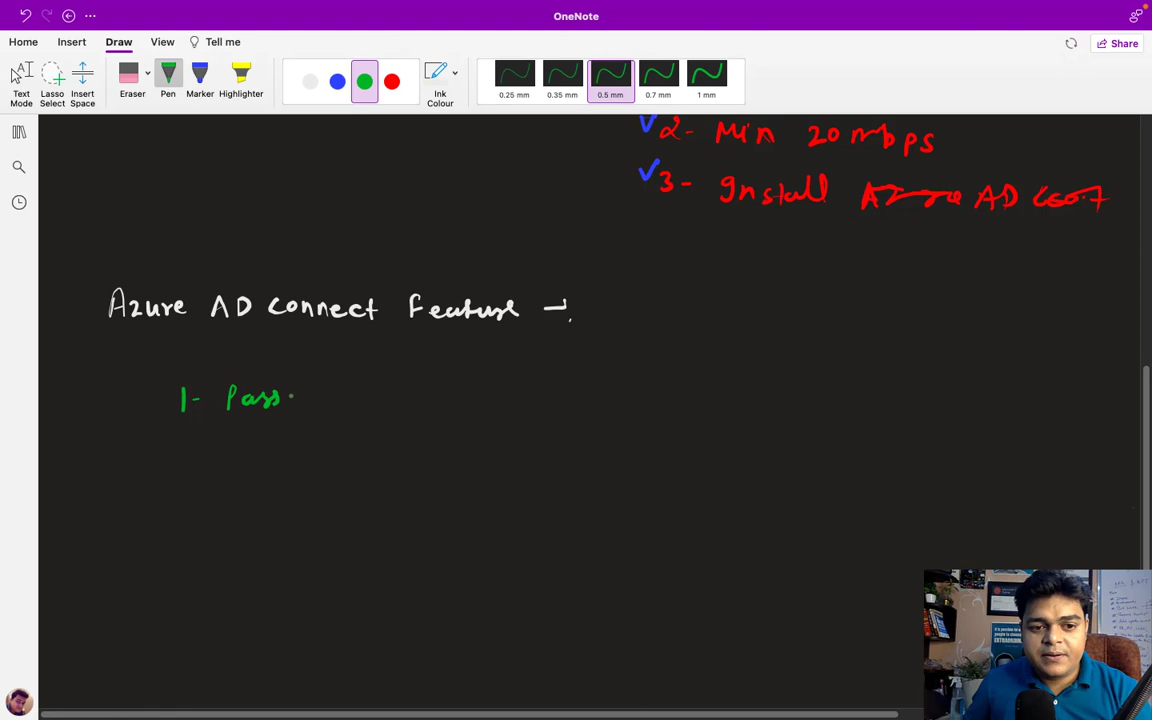 OneNote
Home Insert Draw View Tell me
Share
Text Mode
Lasso Select
Insert Space
Eraser
Pen
Marker
Highlighter
Ink Colour
0.25 mm 0.35 mm 0.5 mm 0.7 mm 1 mm
2- Min 20 mbps
3- Install Azure AD
Azure AD Connect Feature →
1- Pass